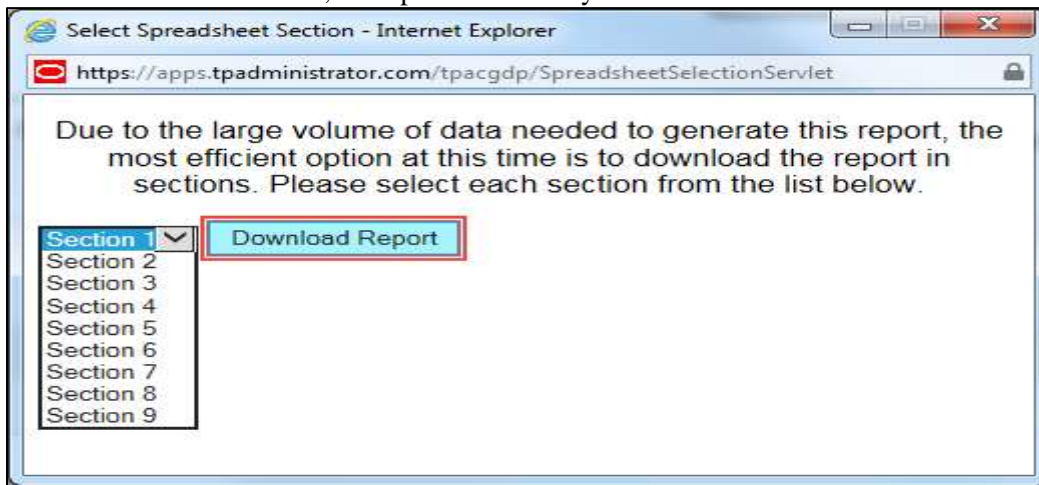 Select Spreadsheet Section - Internet Explorer
https://apps.tpadministrator.com/tpacgdp/SpreadsheetSelectionServlet
Due to the large volume of data needed to generate this report, the
most efficient option at this time is to download the report in
sections. Please select each section from the list below.
Section 1 Download Report
Section 2
Section 3
Section 4
Section 5
Section 6
Section 7
Section 8
Section 9